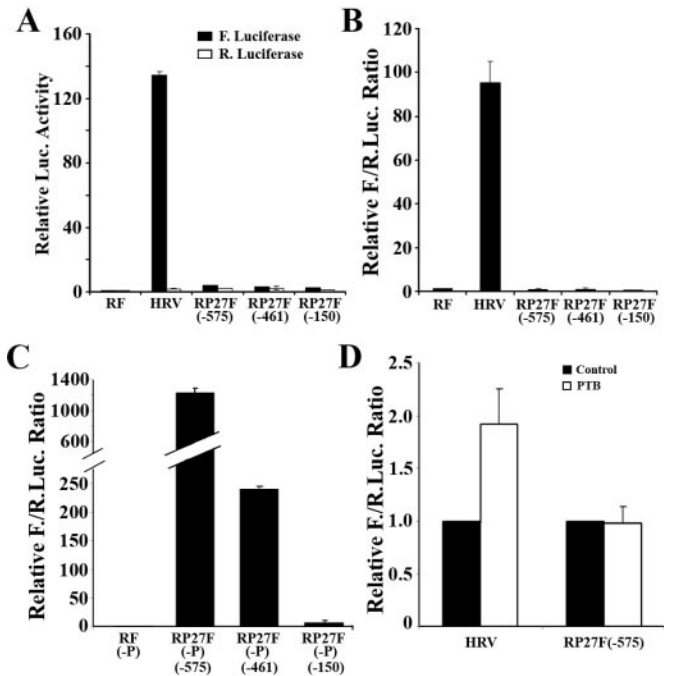 A
Relative Luc. Activity
160
120
80
40
0
F. Luciferase
R. Luciferase
RF HRV RP27F RP27F RP27F
(-575) (-461) (-150)
B
Relative F./R.Luc. Ratio
120
100
80
60
40
20
0
RF HRV RP27F RP27F RP27F
(-575) (-461) (-150)
C
Relative F./R.Luc. Ratio
1400
1000
600
250
200
150
100
50
0
RF RP27F RP27F RP27F
(-P) (-P) (-P) (-P)
(-575) (-461) (-150)
D
Relative F./R.Luc. Ratio
2.5
2.0
1.5
1.0
0.5
0.0
Control
PTB
HRV RP27F(-575)